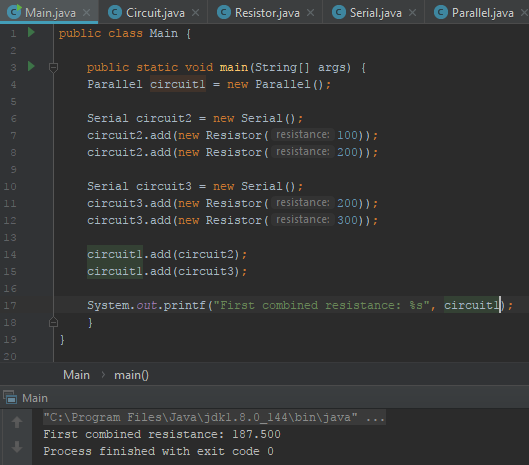 Main.java Circuit.java Resistor.java Serial.java Parallel.java
1 public class Main {
2
3 public static void main(String[] args) {
4 Parallel circuit1 = new Parallel();
5
6 Serial circuit2 = new Serial();
7 circuit2.add(new Resistor( resistance: 100));
8 circuit2.add(new Resistor( resistance: 200));
9
10 Serial circuit3 = new Serial();
11 circuit3.add(new Resistor( resistance: 200));
12 circuit3.add(new Resistor( resistance: 300));
13
14 circuit1.add(circuit2);
15 circuit1.add(circuit3);
16
17 System.out.printf("First combined resistance: %s", circuit1);
18 }
19 }
20
Main › main()
Main
"C:\Program Files\Java\jdk1.8.0_144\bin\java" ...
First combined resistance: 187.500
Process finished with exit code 0